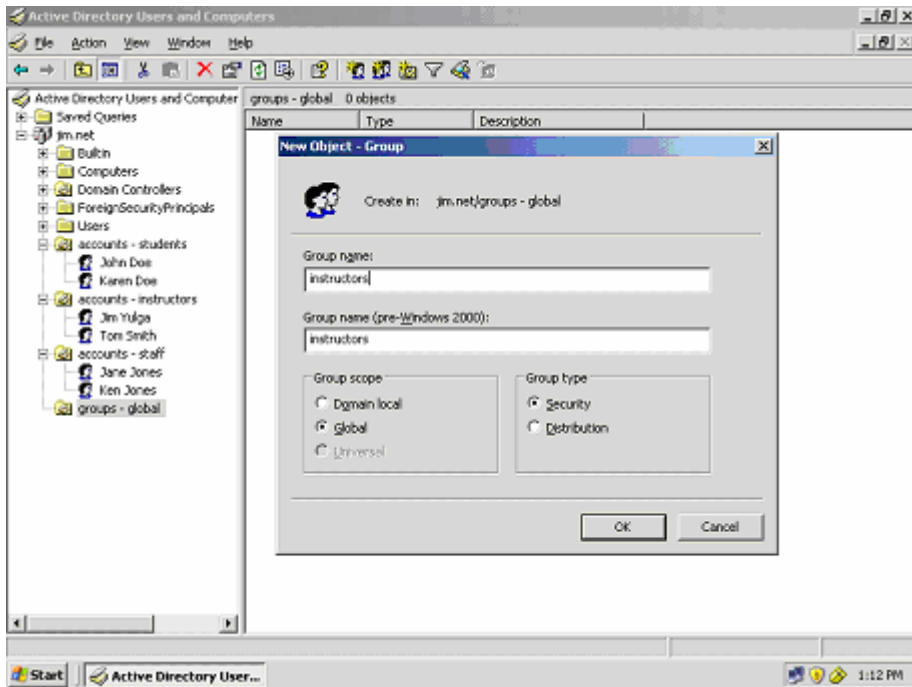 Active Directory Users and Computers
File Action View Window Help
Active Directory Users and Computer
groups - global 0 objects
Saved Queries
Name Type Description
jim.net
Builtin
Computers
Domain Controllers
ForeignSecurityPrincipals
Users
accounts - students
John Doe
Karen Doe
accounts - instructors
Jim Yulga
Tom Smith
accounts - staff
Jane Jones
Ken Jones
groups - global
New Object - Group
Create in: jim.net/groups - global
Group name:
instructors
Group name (pre-Windows 2000):
instructors
Group scope
Domain local
Global
Universal
Group type
Security
Distribution
OK Cancel
Start Active Directory User... 1:12 PM